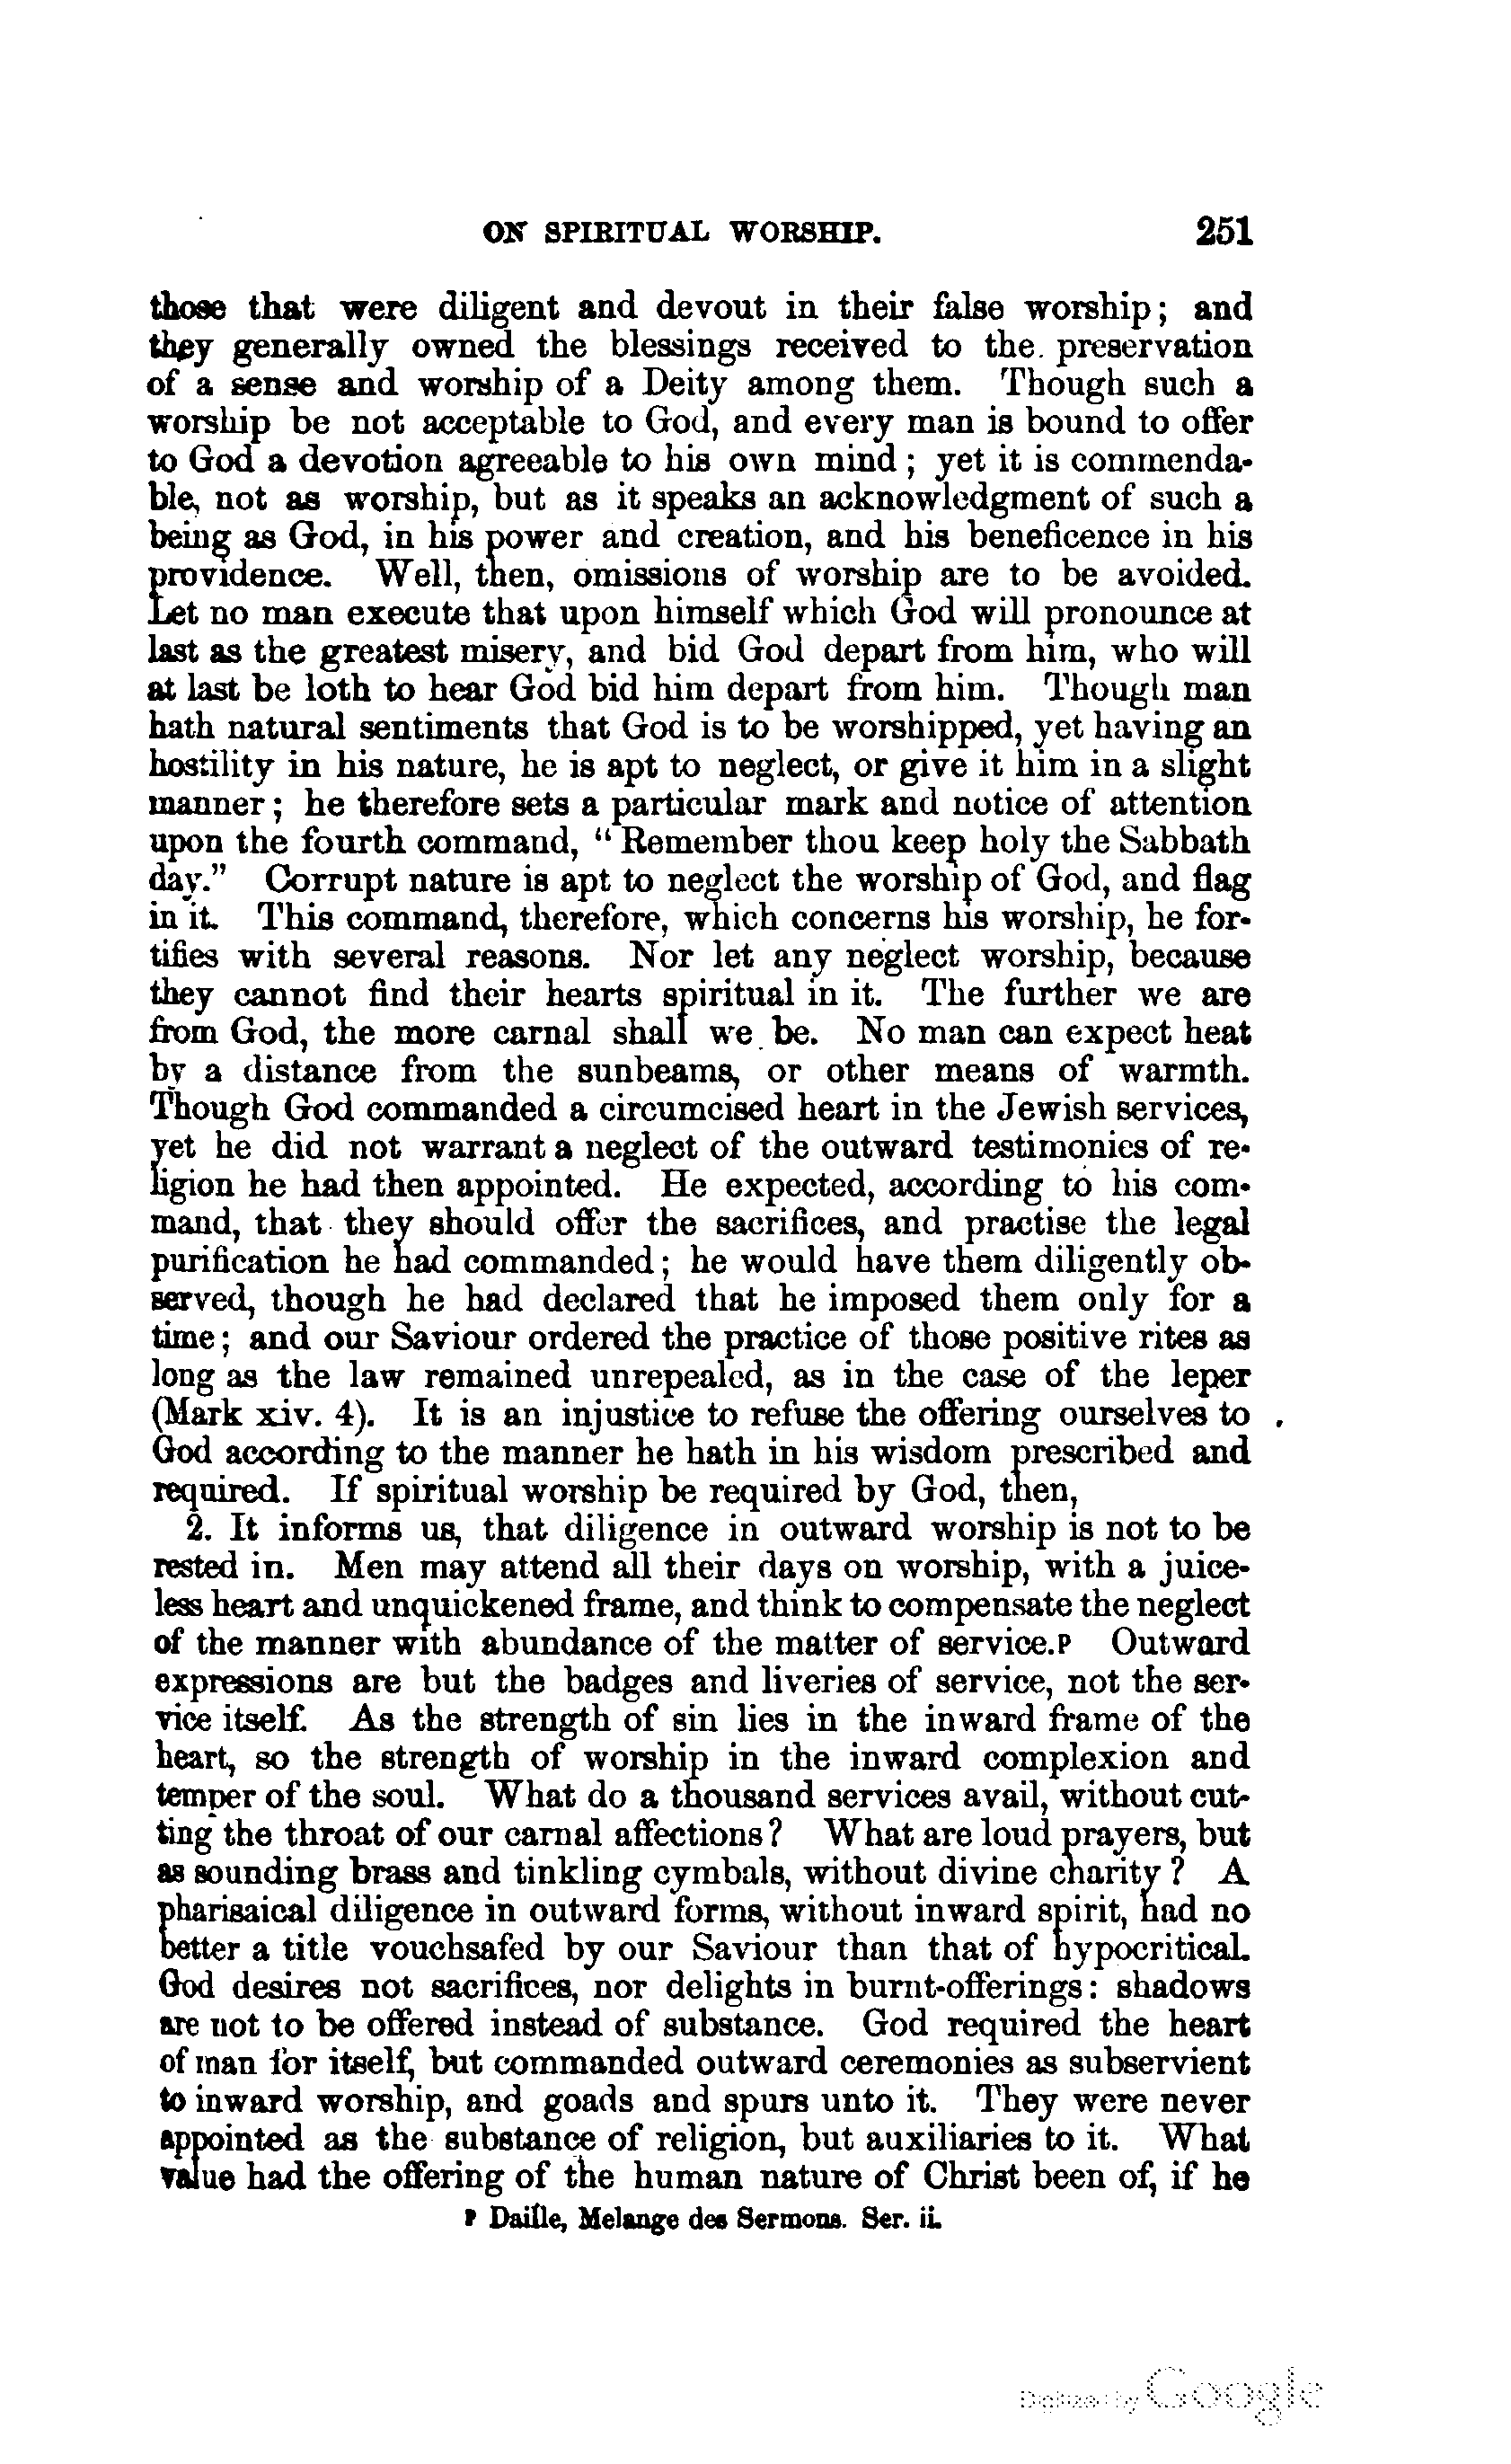 ON SPIRITUAL WORSHIP. 251
those that were diligent and devout in their false worship; and
they generally owned the blessings received to the preservation
of a sense and worship of a Deity among them. Though such a
worship be not acceptable to God, and every man is bound to offer
to God a devotion agreeable to his own mind; yet it is commenda-
ble, not as worship, but as it speaks an acknowledgment of such a
being as God, in his power and creation, and his beneficence in his
providence. Well, then, omissions of worship are to be avoided.
Let no man execute that upon himself which God will pronounce at
last as the greatest misery, and bid God depart from him, who will
at last be loth to hear God bid him depart from him. Though man
hath natural sentiments that God is to be worshipped, yet having an
hostility in his nature, he is apt to neglect, or give it him in a slight
manner; he therefore sets a particular mark and notice of attention
upon the fourth command, "Remember thou keep holy the Sabbath
day." Corrupt nature is apt to neglect the worship of God, and flag
in it. This command, therefore, which concerns his worship, he for-
tifies with several reasons. Nor let any neglect worship, because
they cannot find their hearts spiritual in it. The further we are
from God, the more carnal shall we be. No man can expect heat
by a distance from the sunbeams, or other means of warmth.
Though God commanded a circumcised heart in the Jewish services,
yet he did not warrant a neglect of the outward testimonies of re-
ligion he had then appointed. He expected, according to his com-
mand, that they should offer the sacrifices, and practise the legal
purification he had commanded; he would have them diligently ob-
served, though he had declared that he imposed them only for a
time; and our Saviour ordered the practice of those positive rites as
long as the law remained unrepealed, as in the case of the leper
(Mark xiv. 4). It is an injustice to refuse the offering ourselves to
God according to the manner he hath in his wisdom prescribed and
required. If spiritual worship be required by God, then,
2. It informs us, that diligence in outward worship is not to be
rested in. Men may attend all their days on worship, with a juice-
less heart and unquickened frame, and think to compensate the neglect
of the manner with abundance of the matter of service.p Outward
expressions are but the badges and liveries of service, not the ser-
vice itself. As the strength of sin lies in the inward frame of the
heart, so the strength of worship in the inward complexion and
temper of the soul. What do a thousand services avail, without cut-
ting the throat of our carnal affections? What are loud prayers, but
as sounding brass and tinkling cymbals, without divine charity? A
pharisaical diligence in outward forms, without inward spirit, had no
better a title vouchsafed by our Saviour than that of hypocritical.
God desires not sacrifices, nor delights in burnt-offerings: shadows
are not to be offered instead of substance. God required the heart
of man for itself, but commanded outward ceremonies as subservient
to inward worship, and goads and spurs unto it. They were never
appointed as the substance of religion, but auxiliaries to it. What
value had the offering of the human nature of Christ been of, if he
p Daille, Melange des Sermons. Ser. ii.
Digitized by Google